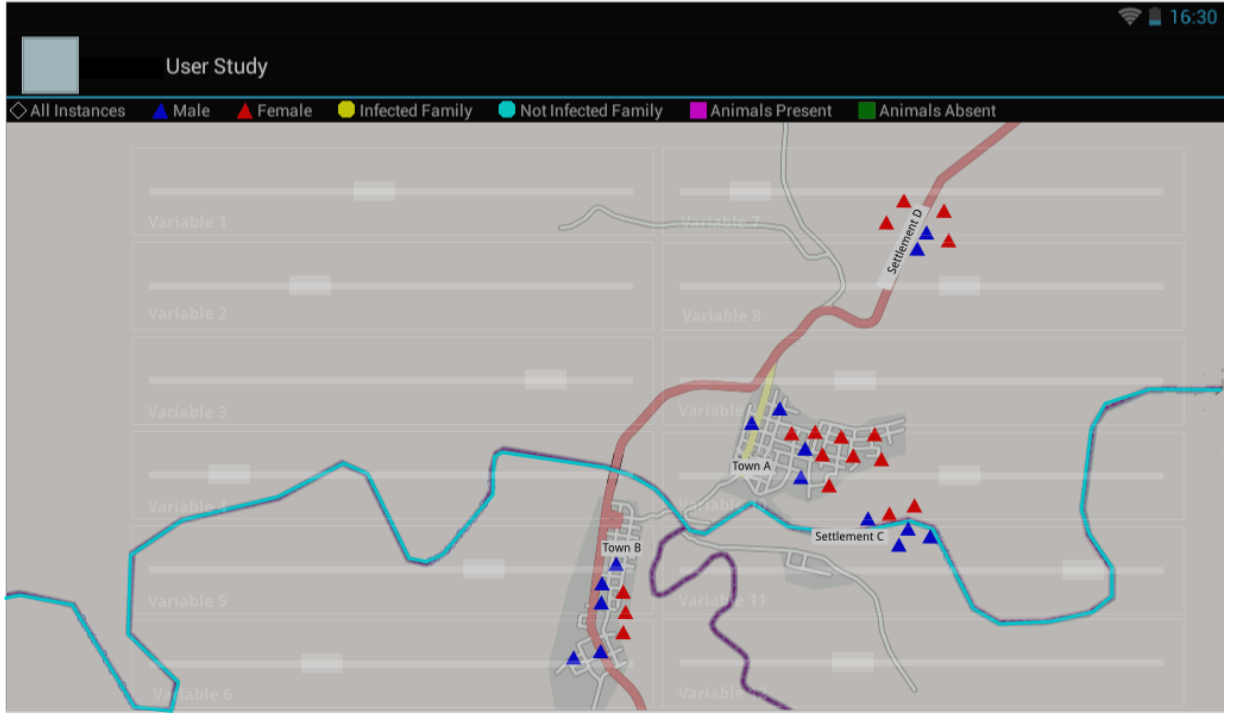 16:30
User Study
All Instances Male Female Infected Family Not Infected Family Animals Present Animals Absent
Variable 1
Variable 7
Settlement D
Variable 2
Variable 8
Variable 3
Variable
Town A
Variable 4
Settlement C
Town B
Variable 5
Variable 11
Variable 6
Variable